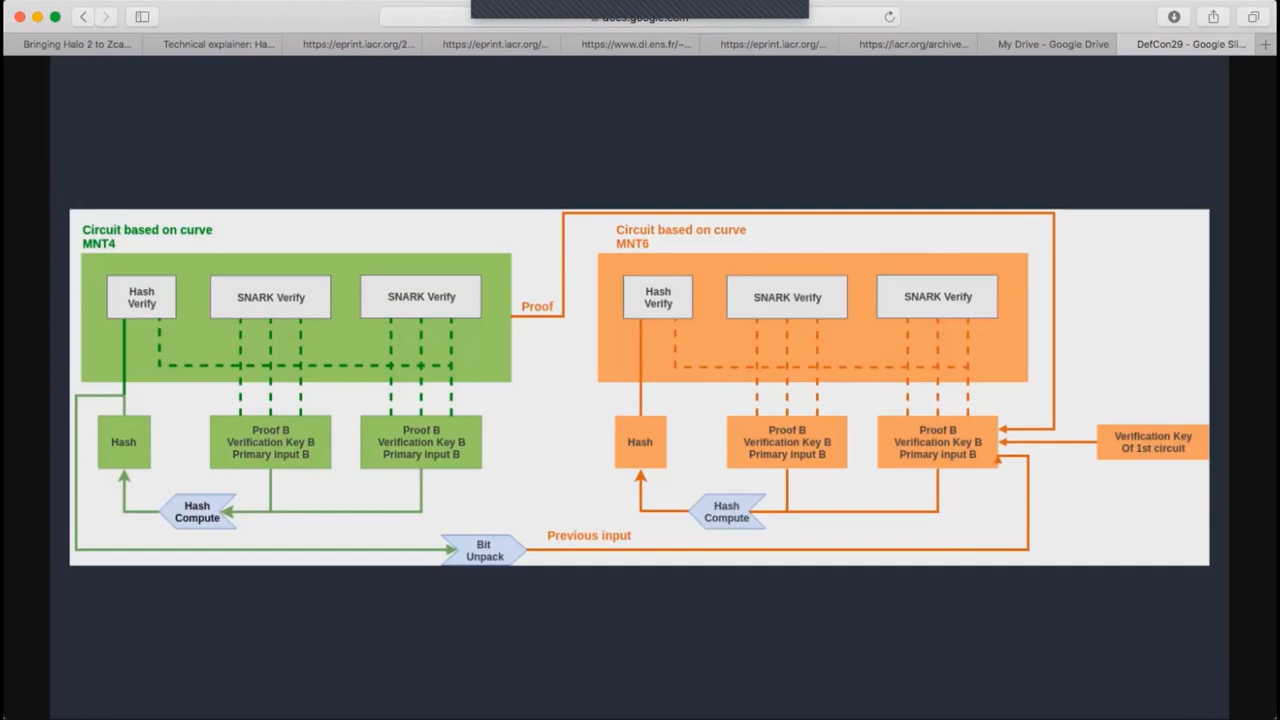 docs.google.com
Bringing Halo 2 to Zca...
Technical explainer: Ha...
https://eprint.iacr.org/2...
https://eprint.iacr.org/...
https://www.di.ens.fr/~...
https://eprint.iacr.org/...
https://iacr.org/archive...
My Drive - Google Drive
DefCon29 - Google Sli...
Circuit based on curve
MNT4
Hash
Verify
SNARK Verify
SNARK Verify
Proof
Circuit based on curve
MNT6
Hash
Verify
SNARK Verify
SNARK Verify
Hash
Proof B
Verification Key B
Primary input B
Proof B
Verification Key B
Primary input B
Hash
Proof B
Verification Key B
Primary input B
Proof B
Verification Key B
Primary input B
Verification Key
Of 1st circuit
Hash
Compute
Hash
Compute
Bit
Unpack
Previous input